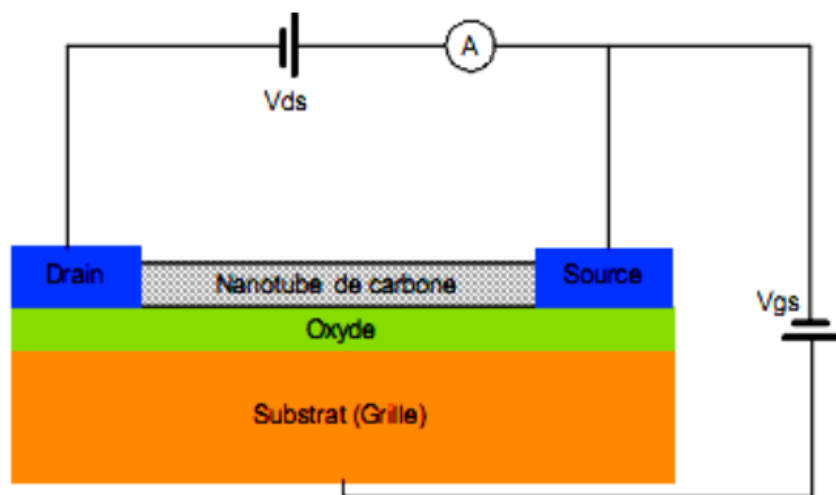 A
Vds
Drain
Nanotube de carbone
Source
Vgs
Oxyde
Substrat (Grille)